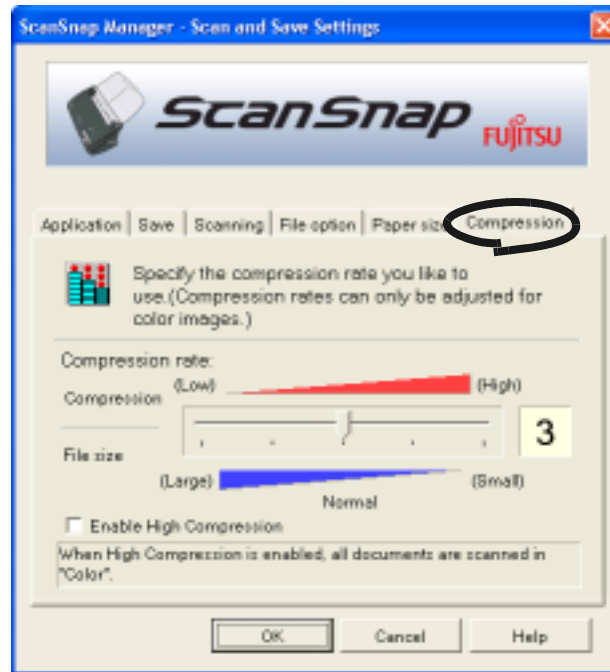 ScanSnap Manager - Scan and Save Settings
ScanSnap
FUJITSU
Application Save Scanning File option Paper size Compression
Specify the compression rate you like to
use.(Compression rates can only be adjusted for
color images.)
Compression rate:
(Low) (High)
Compression
3
File size
(Large) (Small)
Normal
Enable High Compression
When High Compression is enabled, all documents are scanned in
"Color".
OK Cancel Help